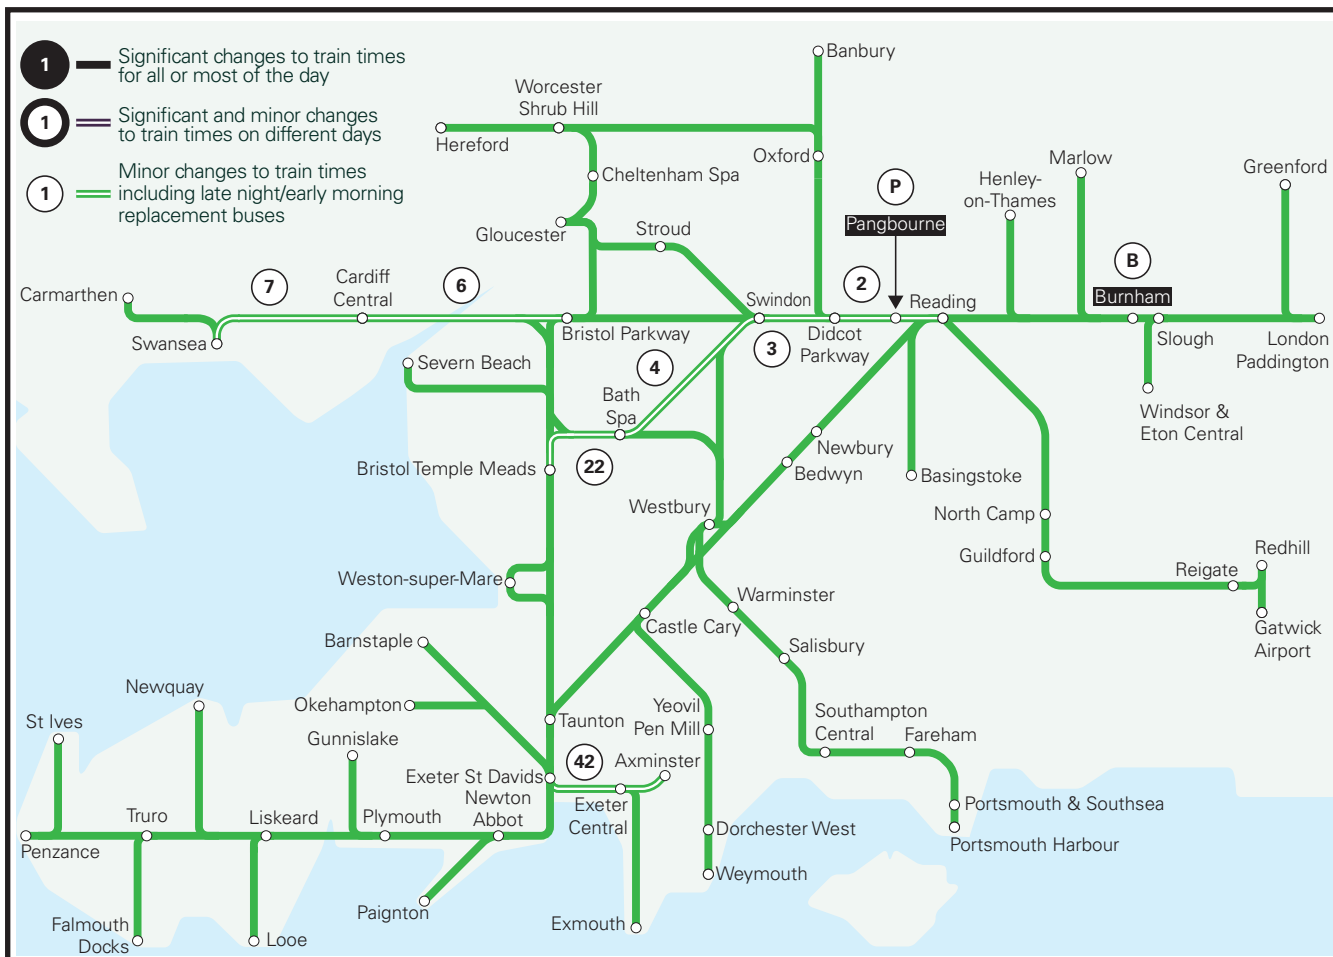 1
Significant changes to train times
for all or most of the day
1
Significant and minor changes
to train times on different days
1
Minor changes to train times
including late night/early morning
replacement buses
Banbury
Worcester
Shrub Hill
Hereford
Oxford
Marlow
Greenford
Cheltenham Spa
P
Henley-
on-Thames
Gloucester
Stroud
Pangbourne
B
7
Cardiff
Central
6
2
Carmarthen
Swindon
Reading
Burnham
Swansea
Bristol Parkway
3
Didcot
Parkway
Slough
London
Paddington
Severn Beach
4
Bath
Spa
Windsor &
Eton Central
Newbury
Bristol Temple Meads
22
Bedwyn
Basingstoke
Westbury
North Camp
Guildford
Redhill
Reigate
Weston-super-Mare
Warminster
Castle Cary
Gatwick
Airport
Barnstaple
Salisbury
Newquay
Okehampton
Yeovil
Pen Mill
St Ives
Taunton
Southampton
Central
Fareham
Gunnislake
42
Axminster
Exeter St Davids
Newton
Abbot
Exeter
Central
Portsmouth & Southsea
Truro
Liskeard
Plymouth
Dorchester West
Penzance
Portsmouth Harbour
Weymouth
Paignton
Exmouth
Falmouth
Docks
Looe